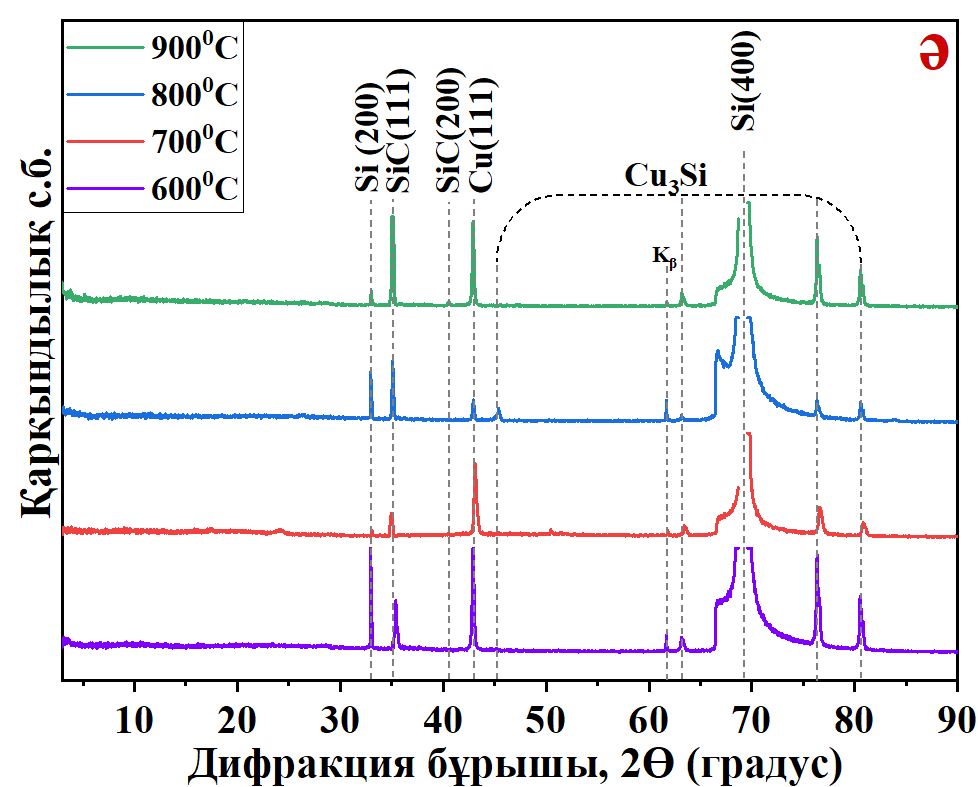 900⁰C
800⁰C
700⁰C
600⁰C
ә
Si (200)
SiC(111)
SiC(200)
Cu(111)
Si(400)
Cu₃Si
Kᵦ
Қарқындылық с.б.
10 20 30 40 50 60 70 80 90
Дифракция бұрышы, 2Ө (градус)